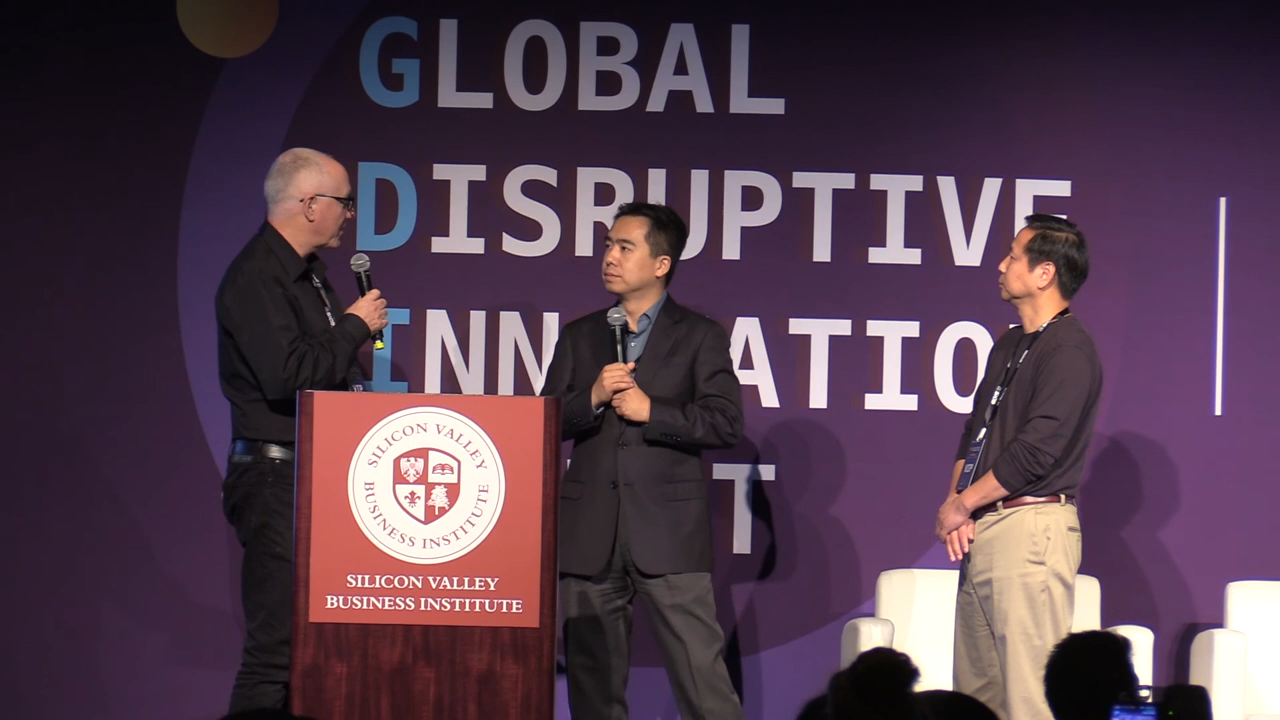 GLOBAL
DISRUPTIVE
INN ATIO
T
SILICON VALLEY
BUSINESS INSTITUTE
SILICON VALLEY
BUSINESS INSTITUTE